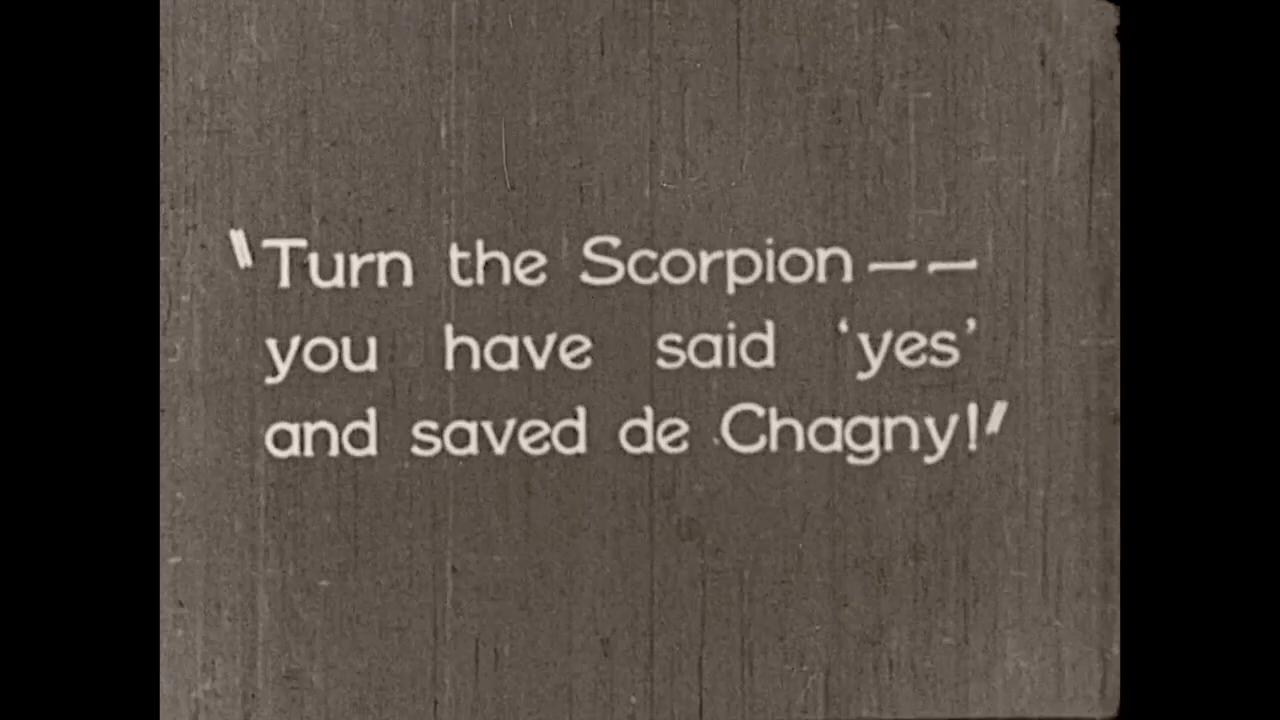 "Turn the Scorpion — —
you have said 'yes'
and saved de Chagny!"